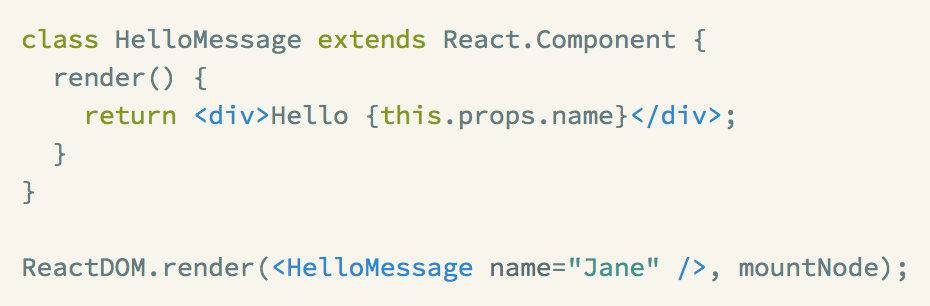 class HelloMessage extends React.Component {
  render() {
    return <div>Hello {this.props.name}</div>;
  }
}

ReactDOM.render(<HelloMessage name="Jane" />, mountNode);